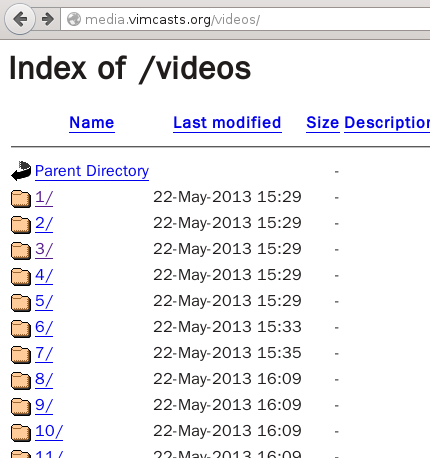 media.vimcasts.org/videos/
Index of /videos
Name Last modified Size Description
Parent Directory -
1/ 22-May-2013 15:29 -
2/ 22-May-2013 15:29 -
3/ 22-May-2013 15:29 -
4/ 22-May-2013 15:29 -
5/ 22-May-2013 15:29 -
6/ 22-May-2013 15:33 -
7/ 22-May-2013 15:35 -
8/ 22-May-2013 16:09 -
9/ 22-May-2013 16:09 -
10/ 22-May-2013 16:09 -
11/ 22-May-2013 16:09 -